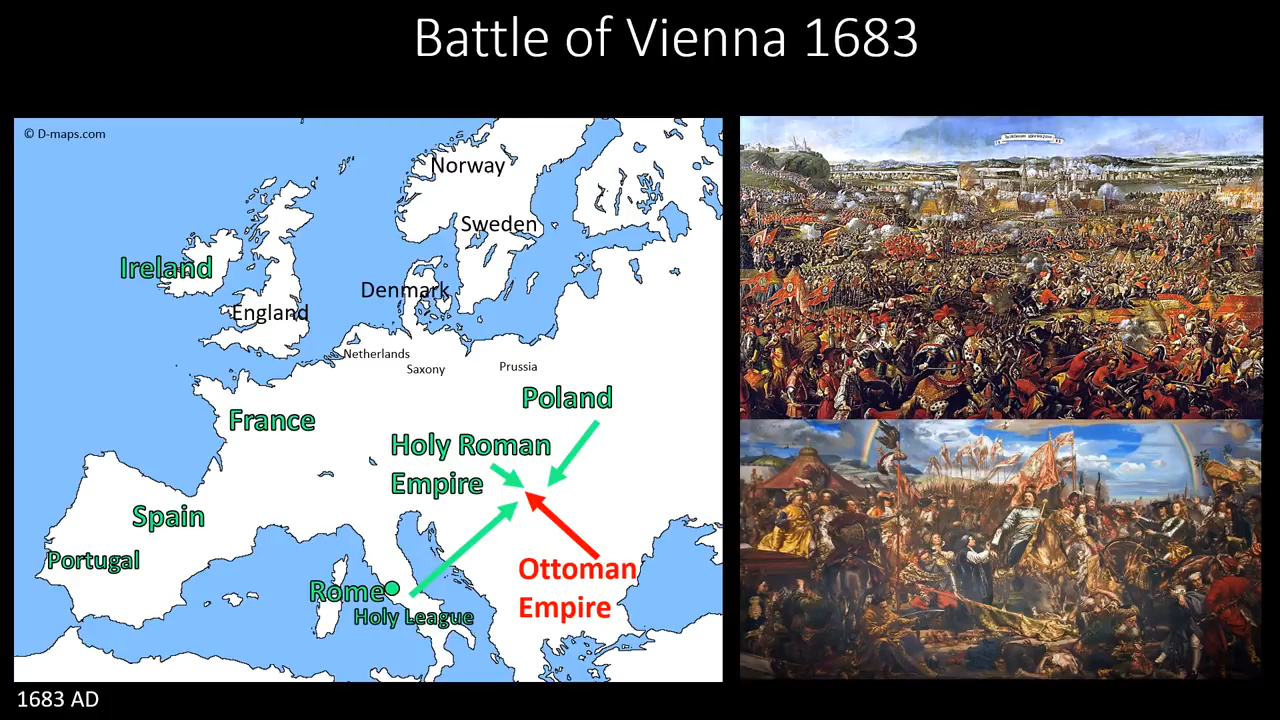 Battle of Vienna 1683
© D-maps.com
Norway
Sweden
Ireland
Denmark
England
Netherlands
Saxony
Prussia
Poland
France
Holy Roman
Empire
Spain
Portugal
Ottoman
Empire
Rome
Holy League
1683 AD